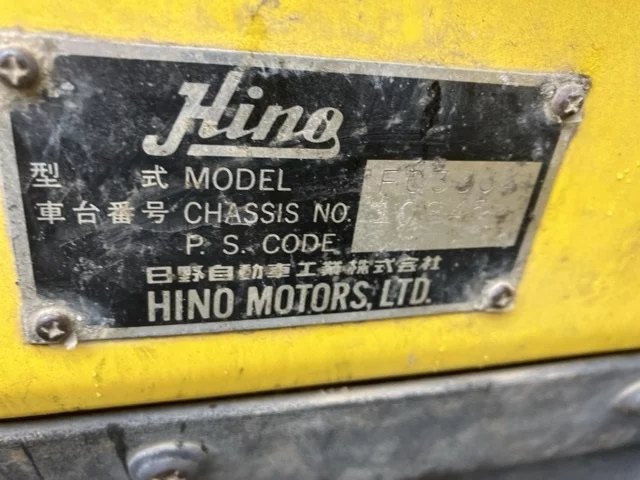 Hino
型式 MODEL
車台番号 CHASSIS NO.
P. S. CODE
日野自動車工業株式会社
HINO MOTORS, LTD.